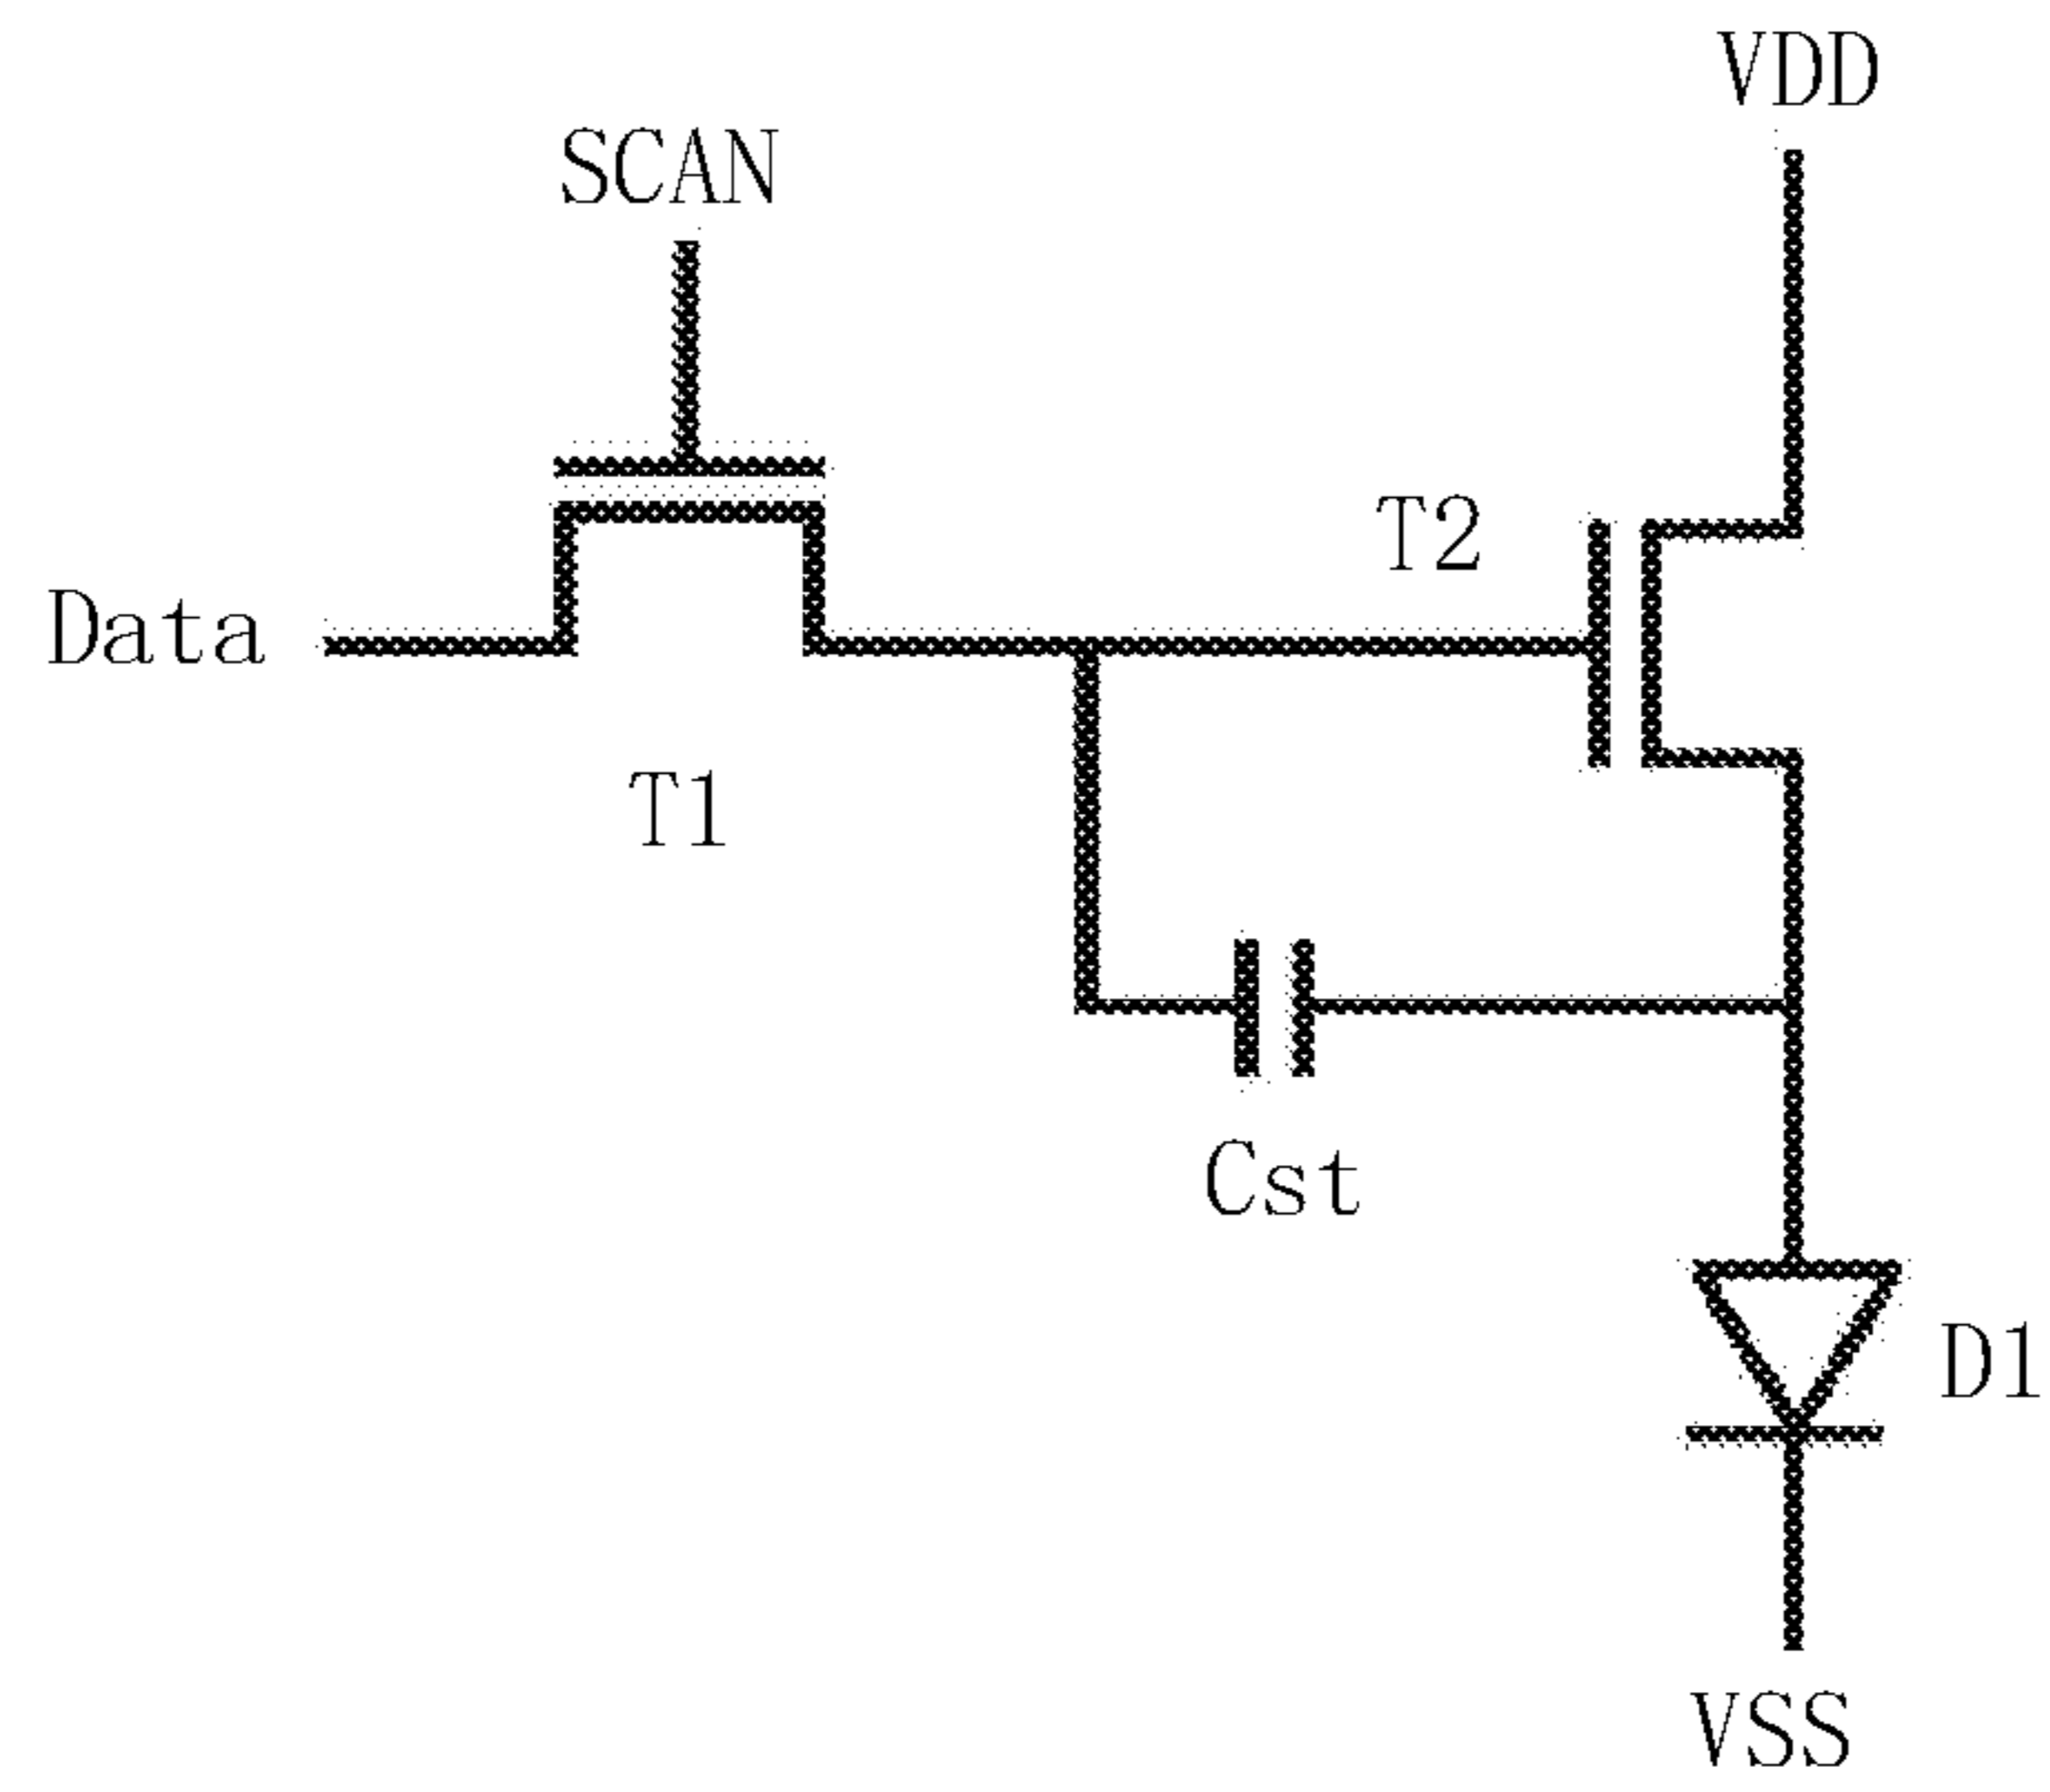 VDD
SCAN
T2
Data
T1
Cst
D1
VSS